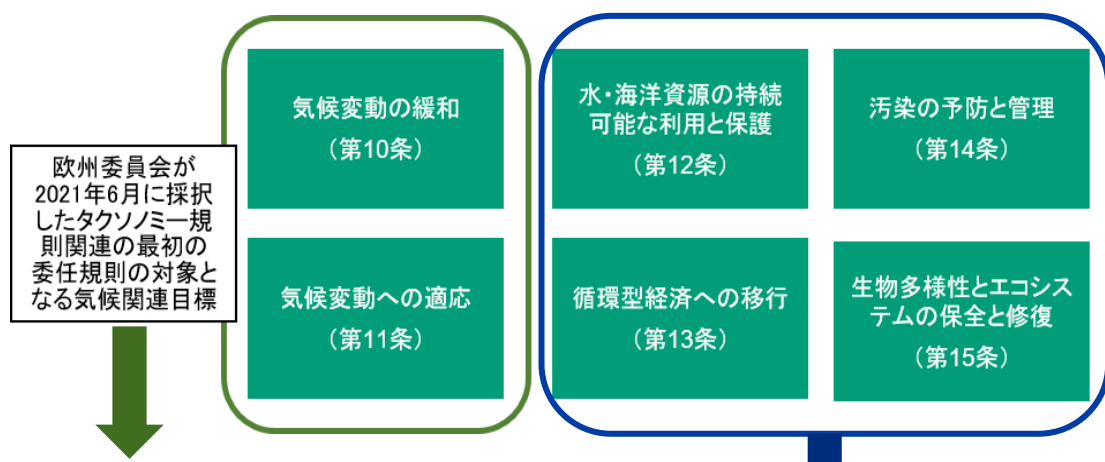 欧州委員会が
2021年6月に採択
したタクソノミー規
則関連の最初の
委任規則の対象と
なる気候関連目標
気候変動の緩和
（第10条）
水・海洋資源の持続
可能な利用と保護
（第12条）
汚染の予防と管理
（第14条）
気候変動への適応
（第11条）
循環型経済への移行
（第13条）
生物多様性とエコシス
テムの保全と修復
（第15条）